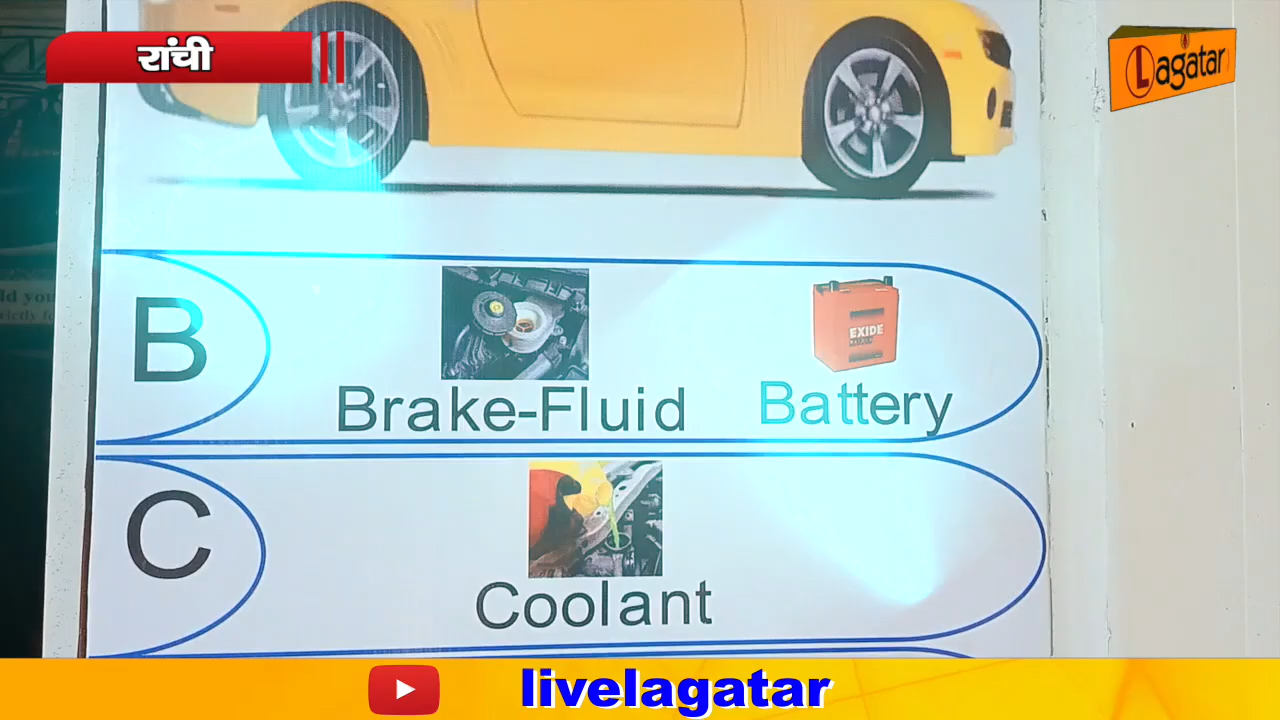 रांची
Lagatar
B
EXIDE
Brake-Fluid
Battery
C
Coolant
livelagatar